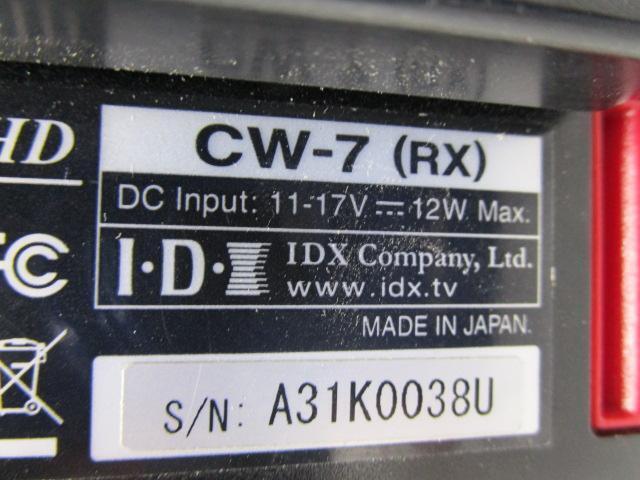 HD
CW-7 (RX)
DC Input: 11-17V ⎓ 12W Max.
FC
I·D·X IDX Company, Ltd.
www.idx.tv
MADE IN JAPAN.
S/N: A31K0038U